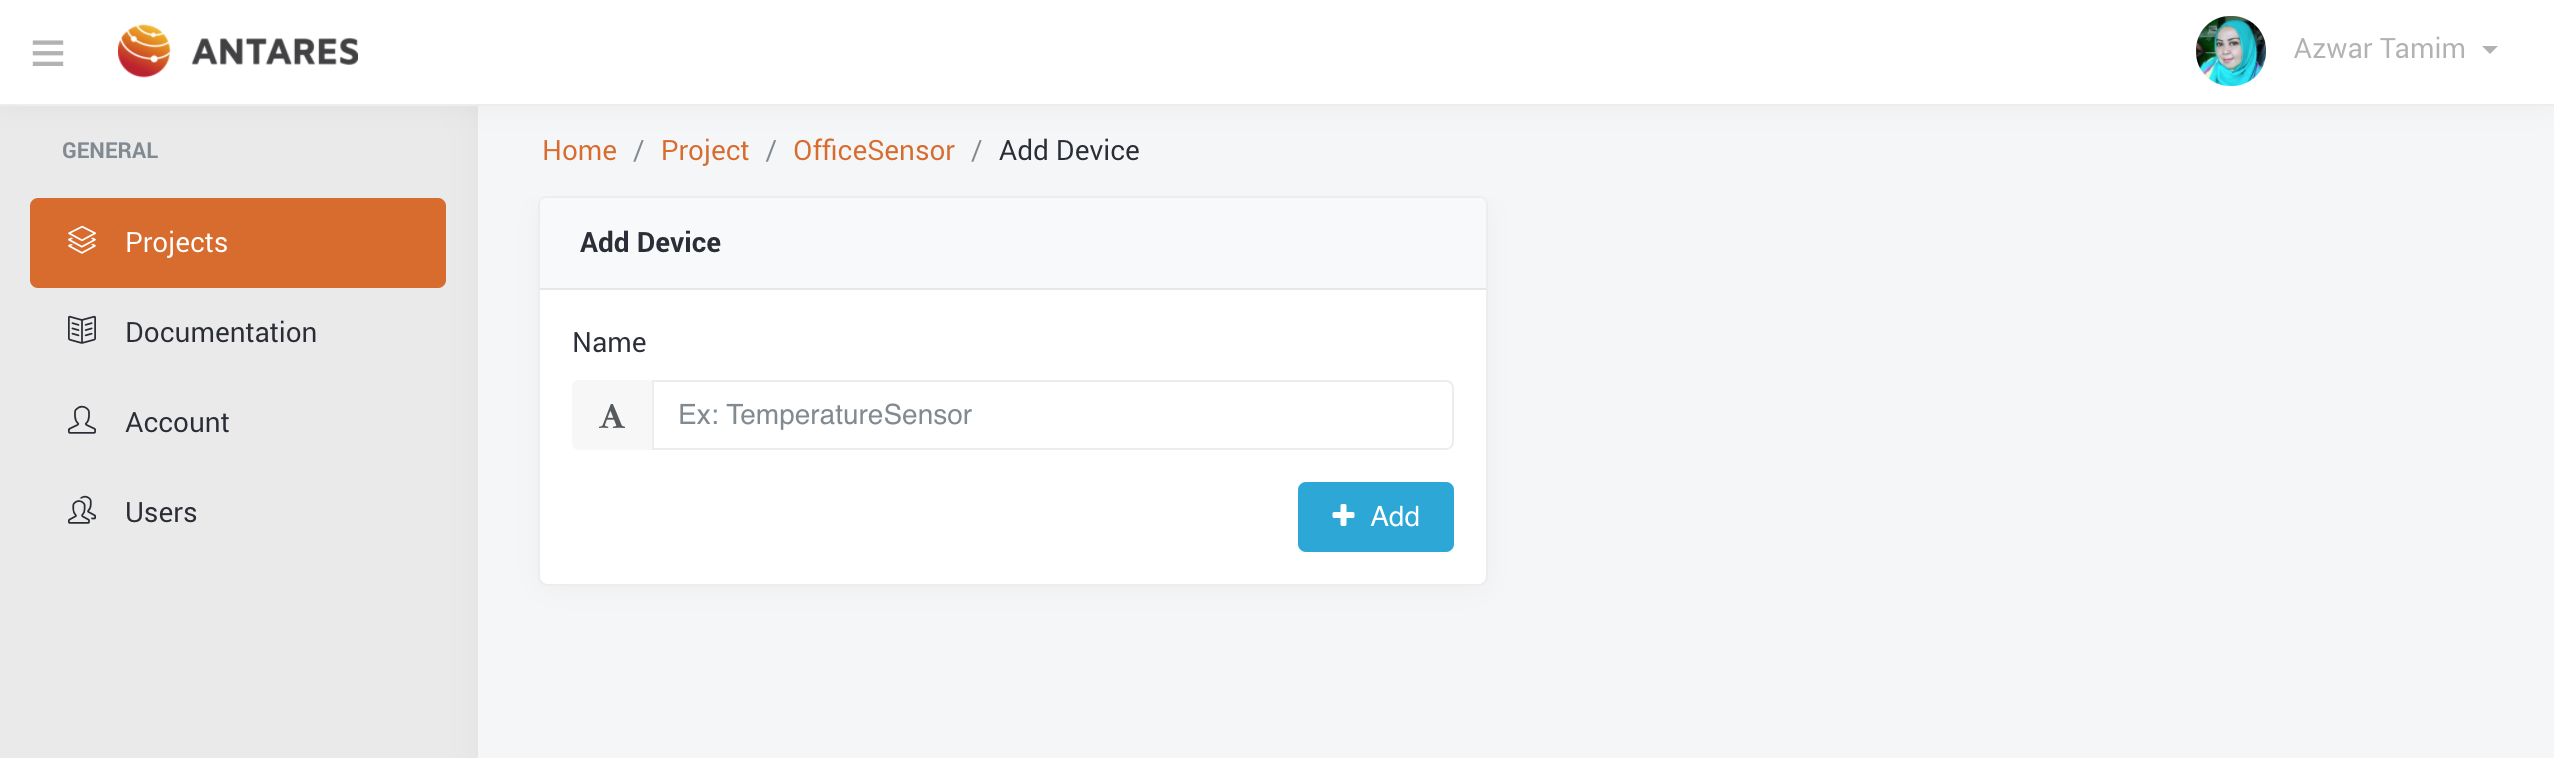 ANTARES
Azwar Tamim
GENERAL
Projects
Documentation
Account
Users
Home / Project / OfficeSensor / Add Device
Add Device
Name
A
Ex: TemperatureSensor
+ Add